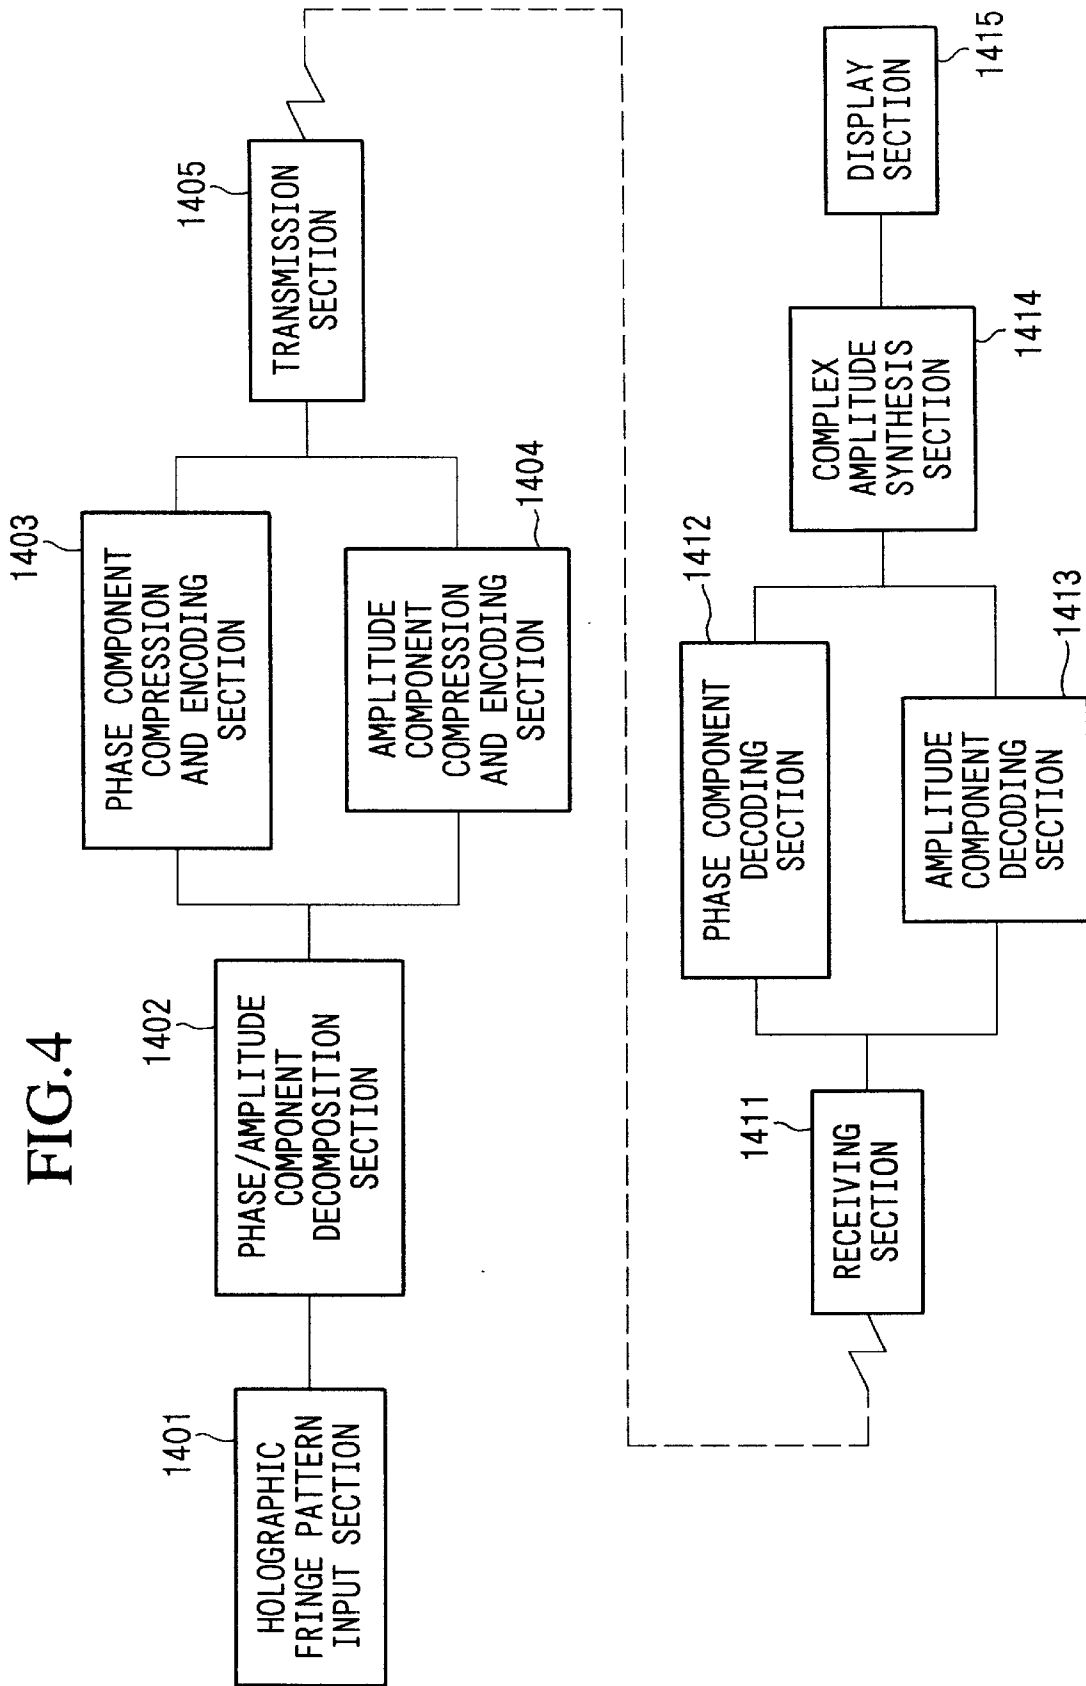 FIG.4
1401
HOLOGRAPHIC
FRINGE PATTERN
INPUT SECTION
1402
PHASE/AMPLITUDE
COMPONENT
DECOMPOSITION
SECTION
1403
PHASE COMPONENT
COMPRESSION
AND ENCODING
SECTION
1404
AMPLITUDE
COMPONENT
COMPRESSION
AND ENCODING
SECTION
1405
TRANSMISSION
SECTION
1411
RECEIVING
SECTION
1412
PHASE COMPONENT
DECODING
SECTION
1413
AMPLITUDE
COMPONENT
DECODING
SECTION
1414
COMPLEX
AMPLITUDE
SYNTHESIS
SECTION
1415
DISPLAY
SECTION